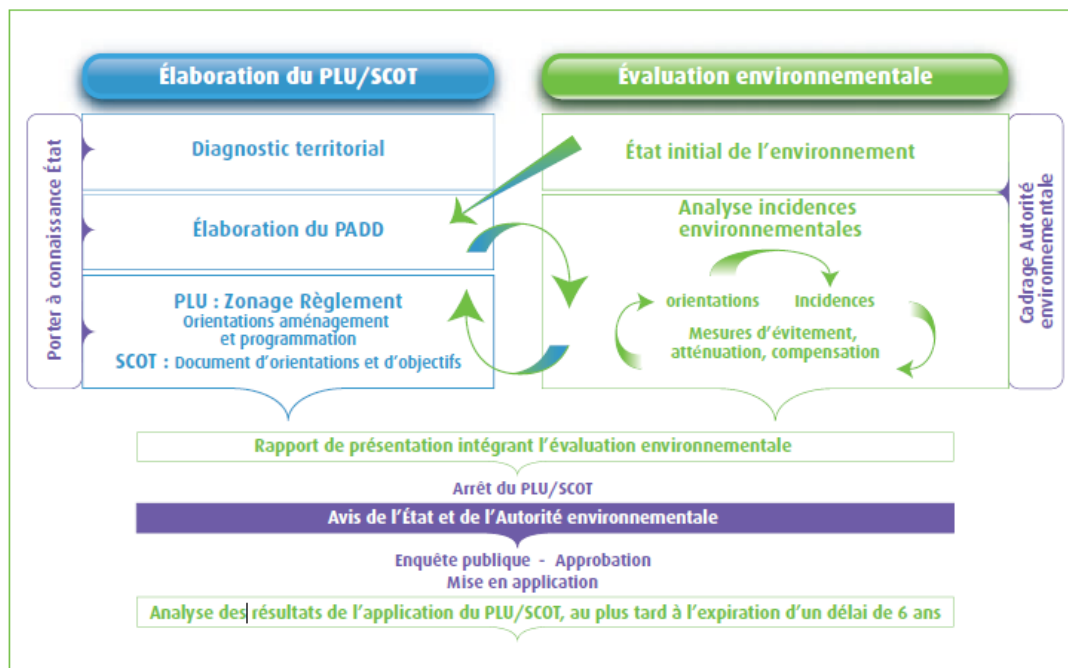 Élaboration du PLU/SCOT
Évaluation environnementale
Porter à connaissance État
Diagnostic territorial
État initial de l'environnement
Cadrage Autorité
environnementale
Élaboration du PADD
Analyse incidences
environnementales
PLU : Zonage Règlement
Orientations aménagement
et programmation
SCOT : Document d'orientations et d'objectifs
orientations
Incidences
Mesures d'évitement,
atténuation, compensation
Rapport de présentation intégrant l'évaluation environnementale
Arrêt du PLU/SCOT
Avis de l'État et de l'Autorité environnementale
Enquête publique - Approbation
Mise en application
Analyse des résultats de l'application du PLU/SCOT, au plus tard à l'expiration d'un délai de 6 ans